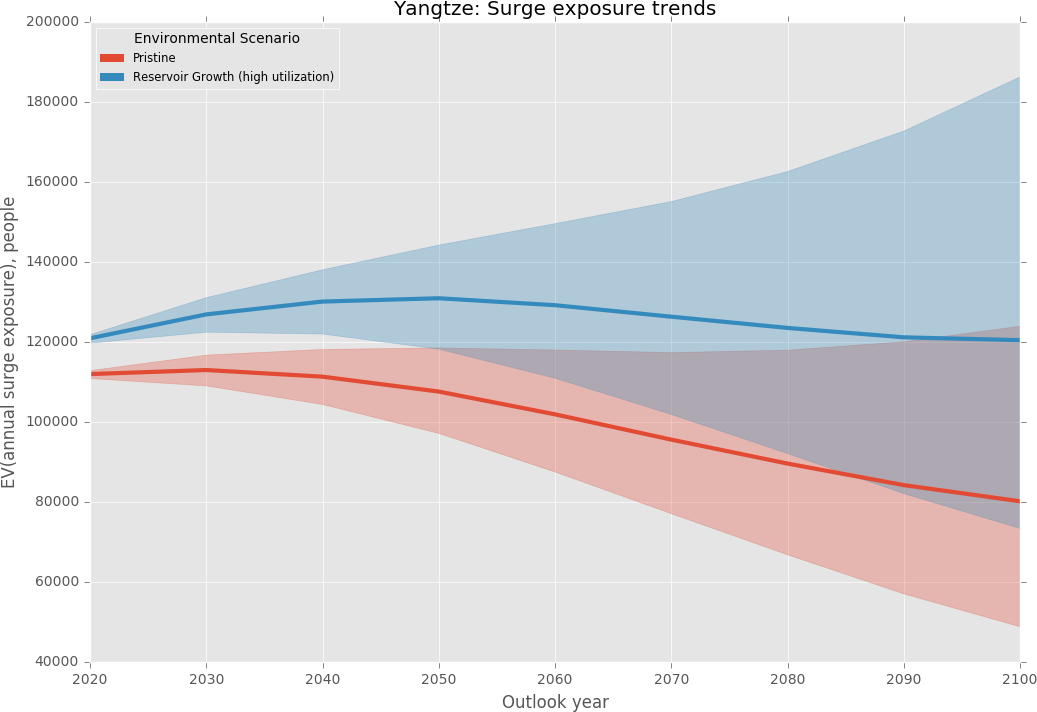 Yangtze: Surge exposure trends
200000
180000
160000
140000
120000
100000
80000
60000
40000
EV(annual surge exposure), people
Environmental Scenario
Pristine
Reservoir Growth (high utilization)
2020 2030 2040 2050 2060 2070 2080 2090 2100
Outlook year